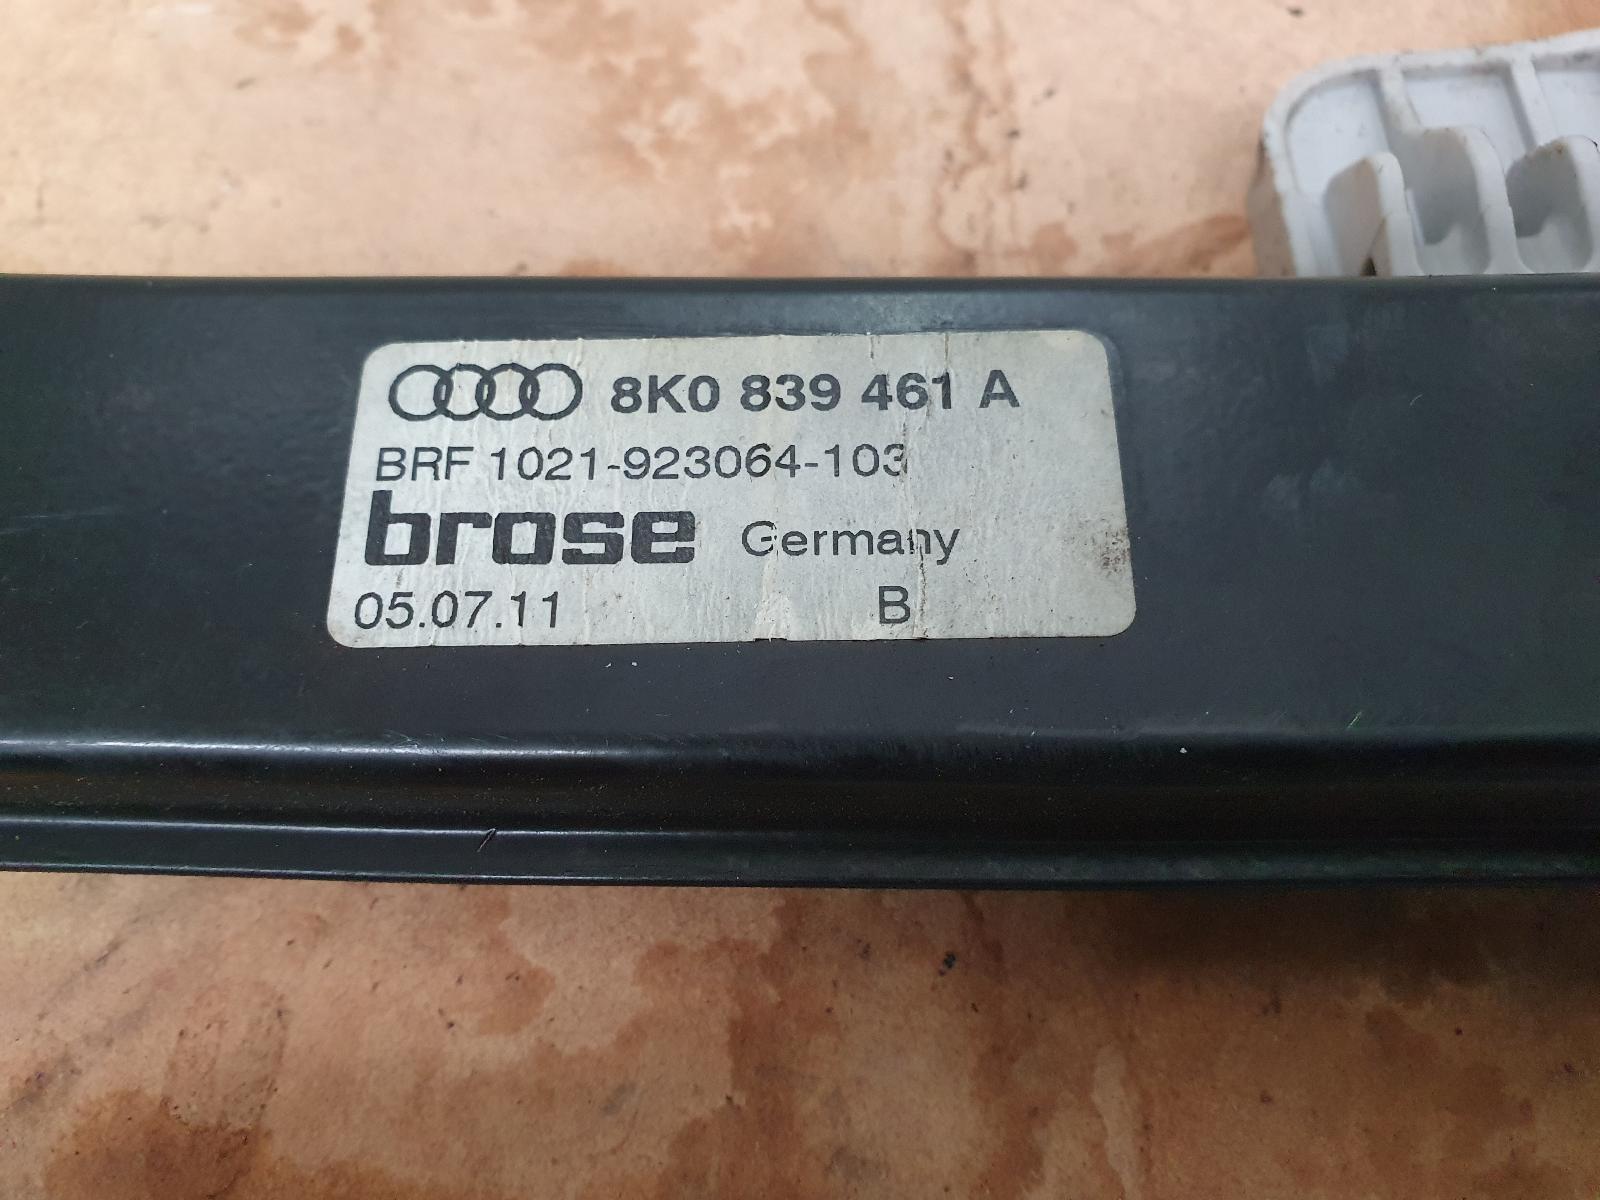 8K0 839 461 A
BRF 1021-923064-103
brose Germany
05.07.11 B